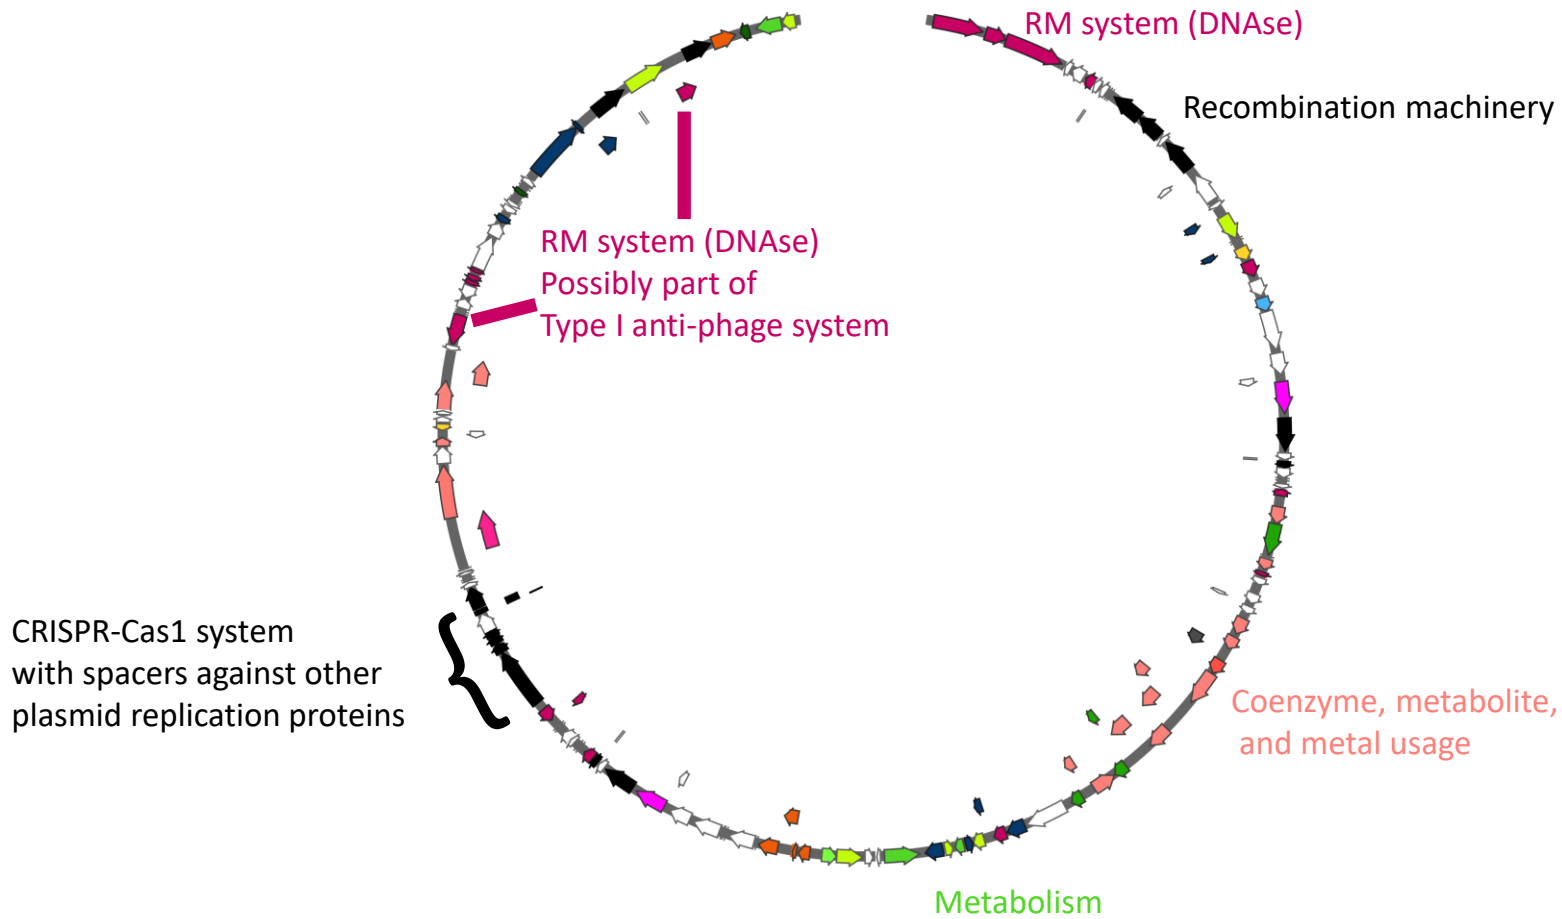 RM system (DNAse)
Recombination machinery
RM system (DNAse)
Possibly part of
Type I anti-phage system
CRISPR-Cas1 system
with spacers against other
plasmid replication proteins
Coenzyme, metabolite,
and metal usage
Metabolism